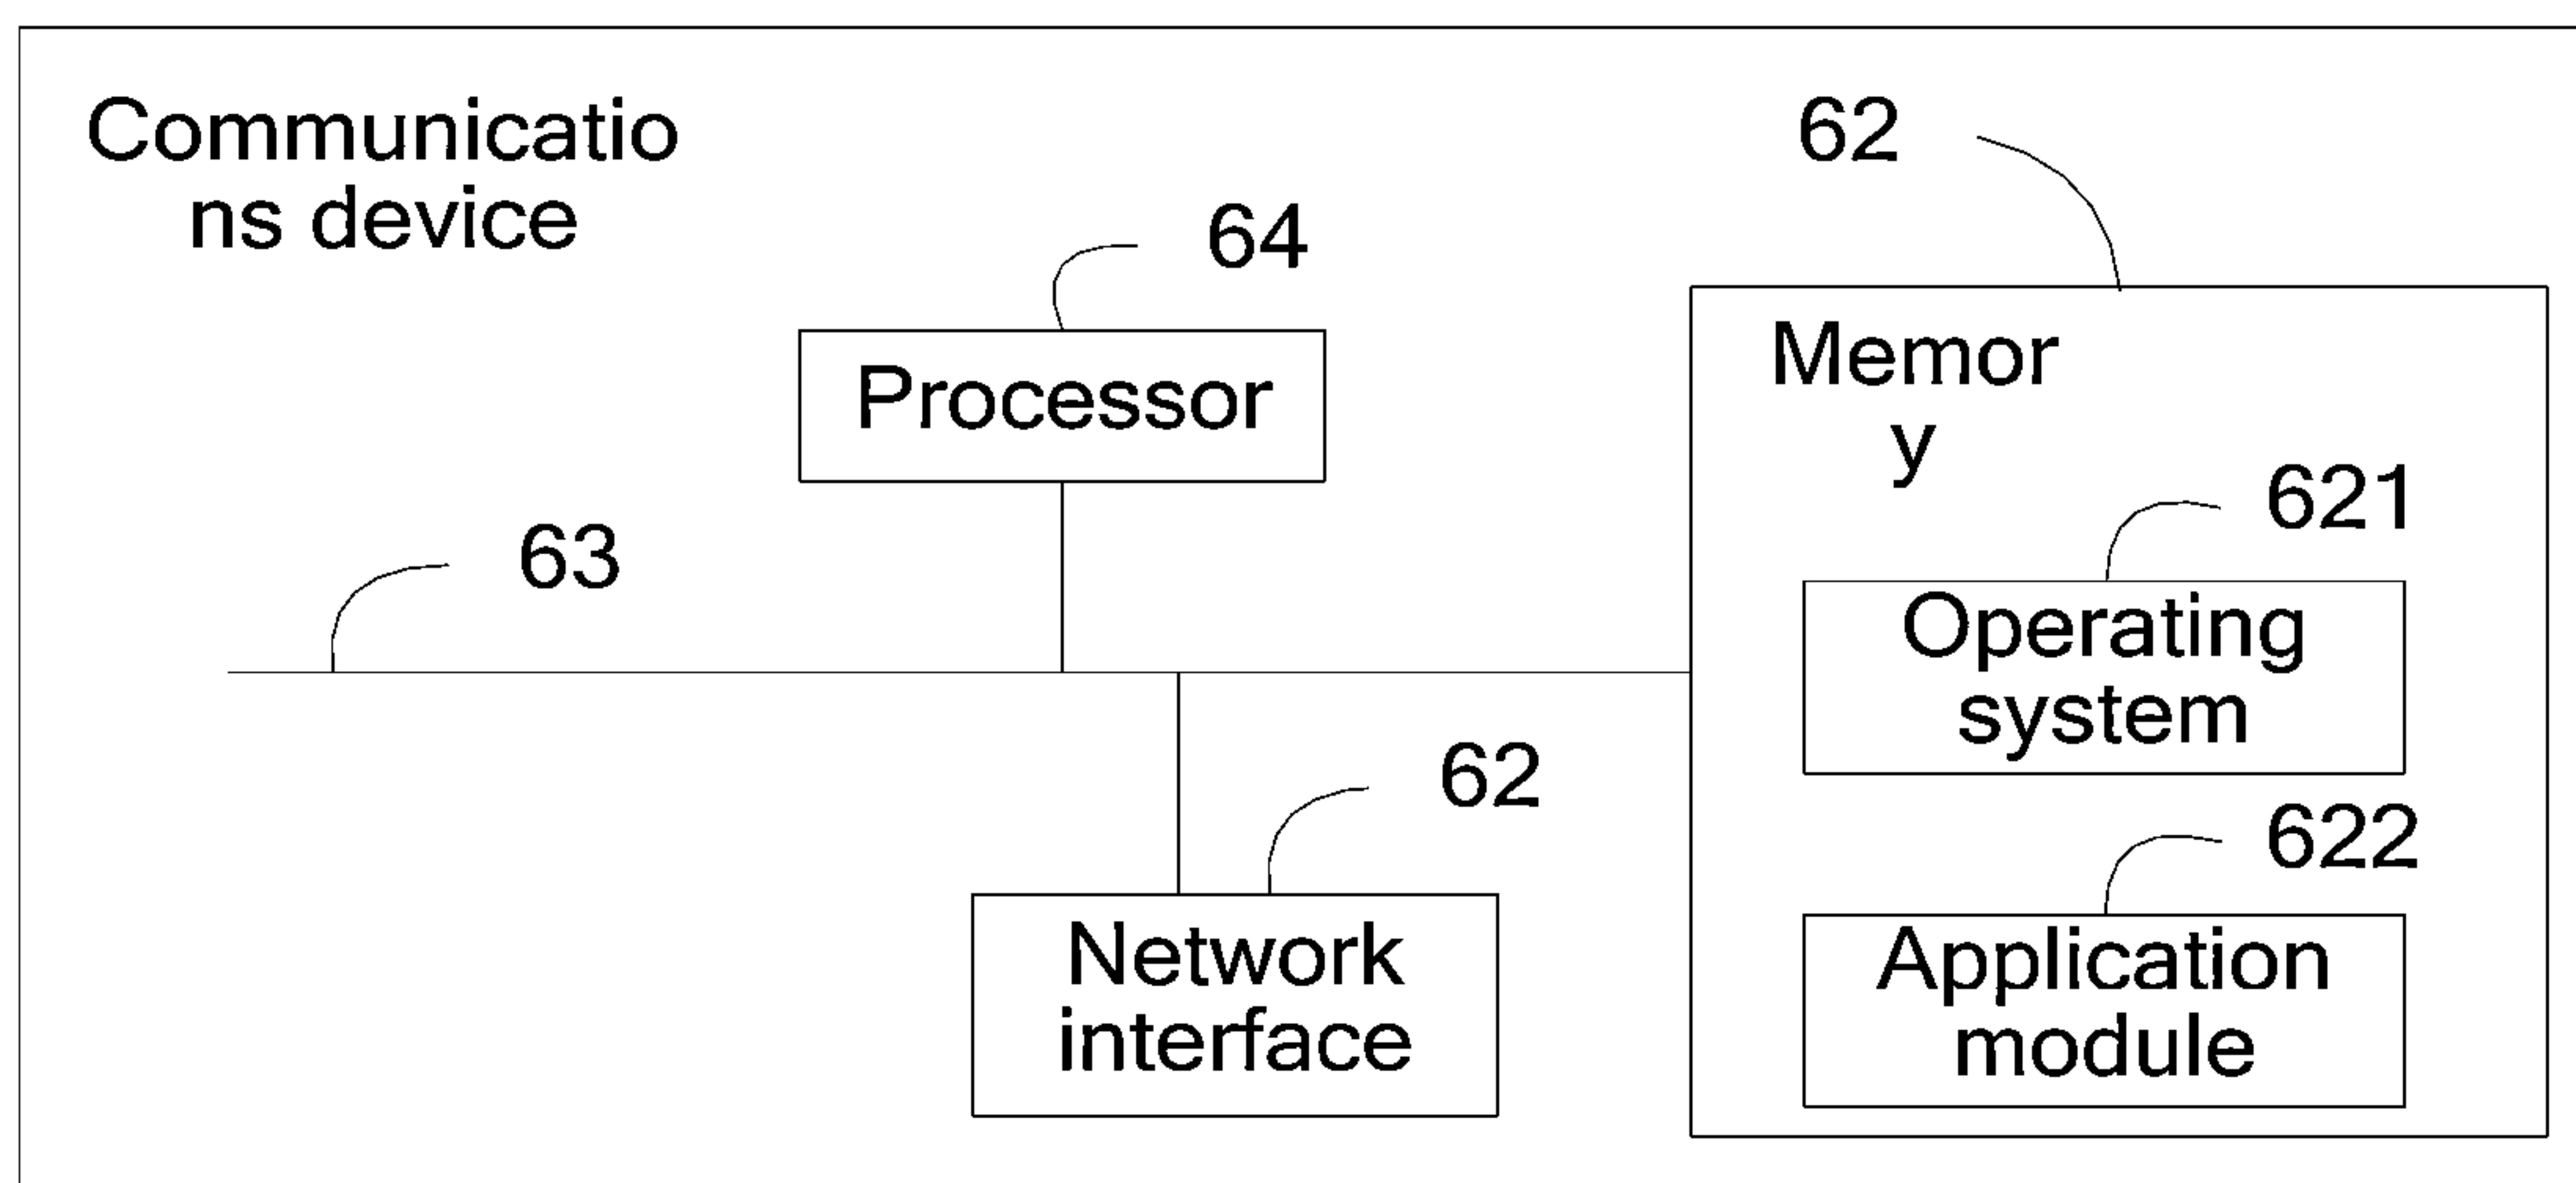 Communicatio
ns device
62
64
Processor
Memor
y
621
63
Operating
system
62
622
Network
interface
Application
module